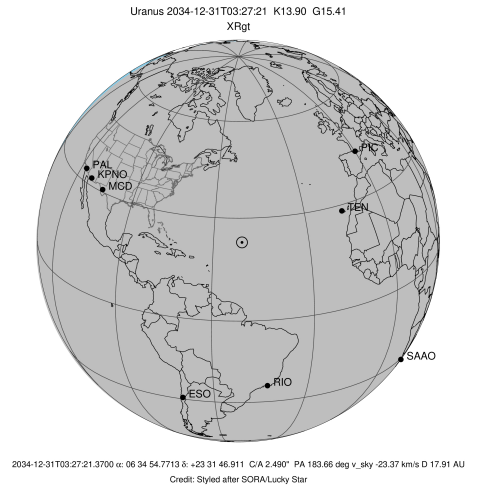 Uranus 2034-12-31T03:27:21 K13.90 G15.41
XRgt
PIC
PAL
KPNO
MCD
TEN
SAAO
RIO
ESO
2034-12-31T03:27:21.3700 α: 06 34 54.7713 δ: +23 31 46.911 C/A 2.490" PA 183.66 deg v_sky -23.37 km/s D 17.91 AU
Credit: Styled after SORA/Lucky Star